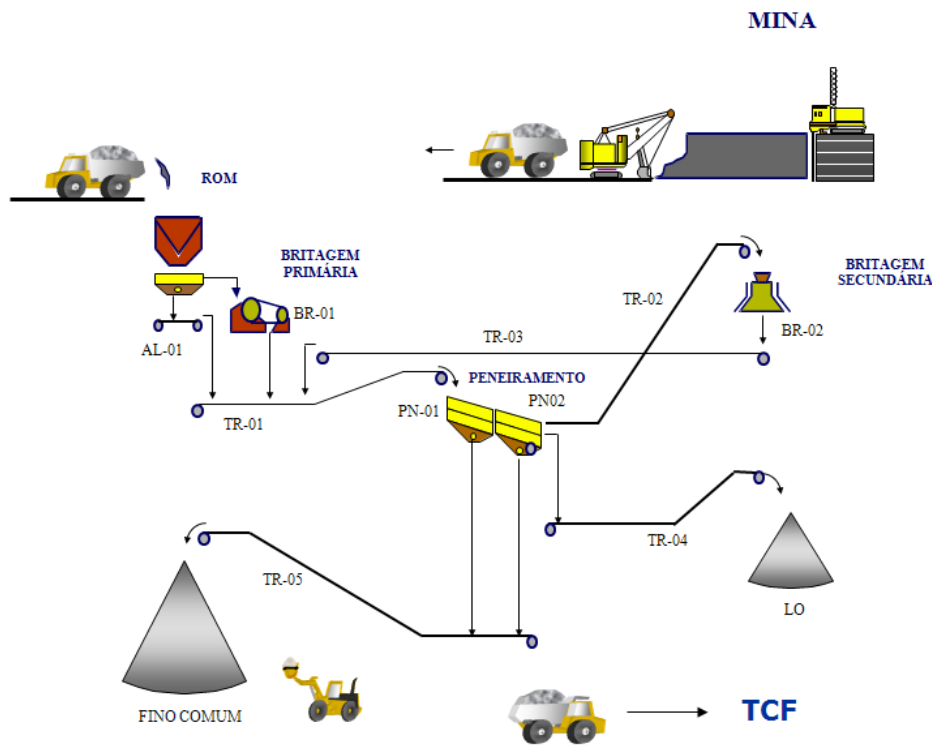 MINA
ROM
BRITAGEM
PRIMÁRIA
BR-01
AL-01
TR-01
TR-03
TR-02
BRITAGEM
SECUNDÁRIA
BR-02
PENEIRAMENTO
PN-01
PN02
TR-04
LO
TR-05
FINO COMUM
TCF